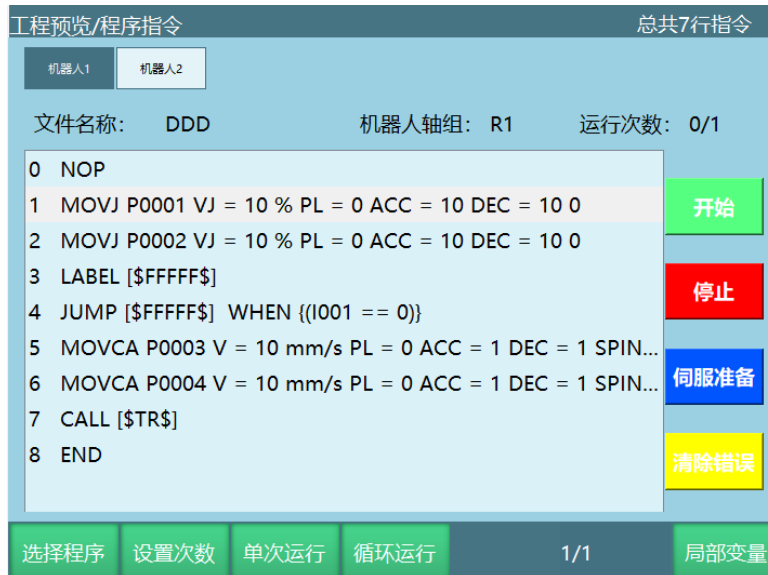 工程预览/程序指令 总共7行指令
机器人1 机器人2
文件名称： DDD 机器人轴组： R1 运行次数： 0/1
0 NOP
1 MOVJ P0001 VJ = 10 % PL = 0 ACC = 10 DEC = 10 0
开始
2 MOVJ P0002 VJ = 10 % PL = 0 ACC = 10 DEC = 10 0
3 LABEL [$FFFFF$]
停止
4 JUMP [$FFFFF$] WHEN {(I001 == 0)}
5 MOVCA P0003 V = 10 mm/s PL = 0 ACC = 1 DEC = 1 SPIN...
6 MOVCA P0004 V = 10 mm/s PL = 0 ACC = 1 DEC = 1 SPIN...
伺服准备
7 CALL [$TR$]
8 END
清除错误
选择程序 设置次数 单次运行 循环运行 1/1 局部变量